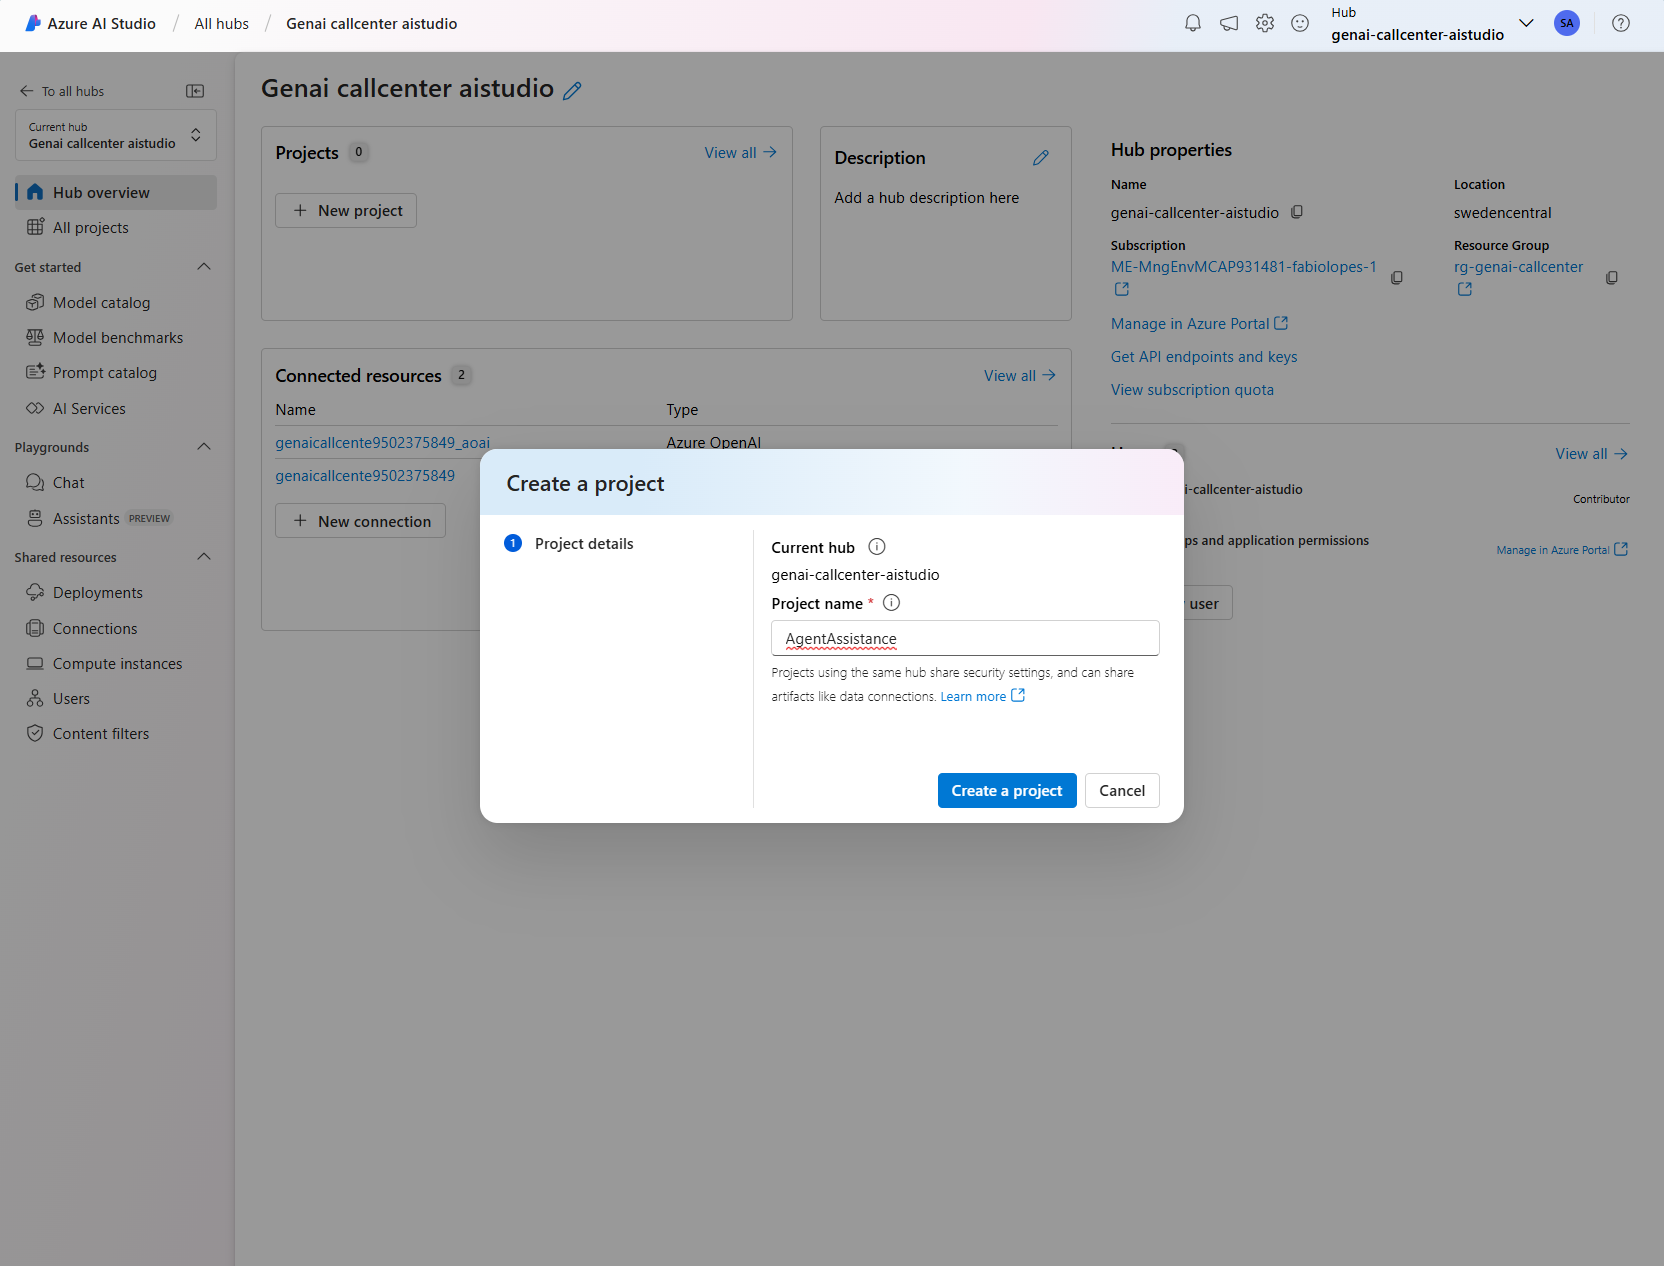 Azure AI Studio / All hubs / Genai callcenter aistudio
Hub
genai-callcenter-aistudio
SA
To all hubs
Current hub
Genai callcenter aistudio
Hub overview
All projects
Get started
Model catalog
Model benchmarks
Prompt catalog
AI Services
Playgrounds
Chat
Assistants PREVIEW
Shared resources
Deployments
Connections
Compute instances
Users
Content filters
Genai callcenter aistudio
Projects 0
View all
New project
Description
Add a hub description here
Connected resources 2
View all
Name Type
genaicallcente9502375849_aoai Azure OpenAI
genaicallcente9502375849
New connection
Hub properties
Name
genai-callcenter-aistudio
Location
swedencentral
Subscription
ME-MngEnvMCAP931481-fabiolopes-1
Resource Group
rg-genai-callcenter
Manage in Azure Portal
Get API endpoints and keys
View subscription quota
View all
i-callcenter-aistudio
Contributor
ps and application permissions
Manage in Azure Portal
user
Create a project
1 Project details
Current hub
genai-callcenter-aistudio
Project name *
AgentAssistance
Projects using the same hub share security settings, and can share
artifacts like data connections. Learn more
Create a project
Cancel